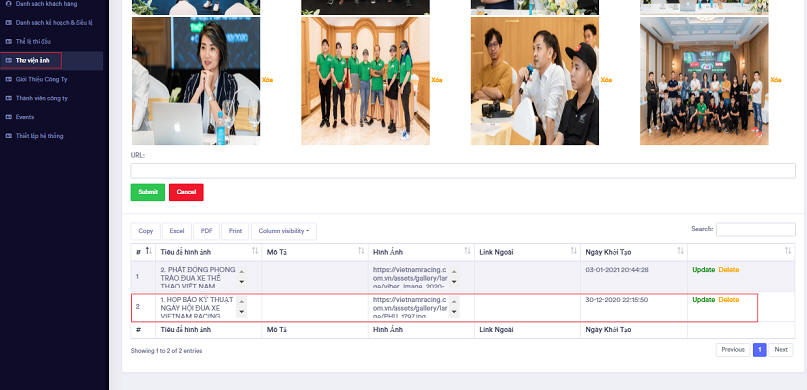 Danh sách khách hàng
Danh sách kế hoạch & điều lệ
Thể lệ thi đấu
Thư viện ảnh
Giới Thiệu Công Ty
Thành viên công ty
Events
Thiết lập hệ thống
Xóa Xóa Xóa Xóa
URL:
Submit Cancel
Copy Excel PDF Print Column visibility
Search:
# Tiêu đề hình ảnh Mô Tả Hình Ảnh Link Ngoài Ngày Khởi Tạo
1 2. PHÁT ĐỘNG PHONG https://vietnamracing.c 03-01-2021 20:44:28 Update Delete
TRÀO ĐUA XE THỂ om.vn/assets/gallery/lar
THAO VIỆT NAM ge/viber_image_2020-
2 1. HỌP BÁO KỸ THUẬT https://vietnamracing.c 30-12-2020 22:15:50 Update Delete
NGÀY HỘI ĐUA XE om.vn/assets/gallery/lar
VIETNAM RACING ge/PHU_1797.jpg
# Tiêu đề hình ảnh Mô Tả Hình Ảnh Link Ngoài Ngày Khởi Tạo
Showing 1 to 2 of 2 entries
Previous 1 Next